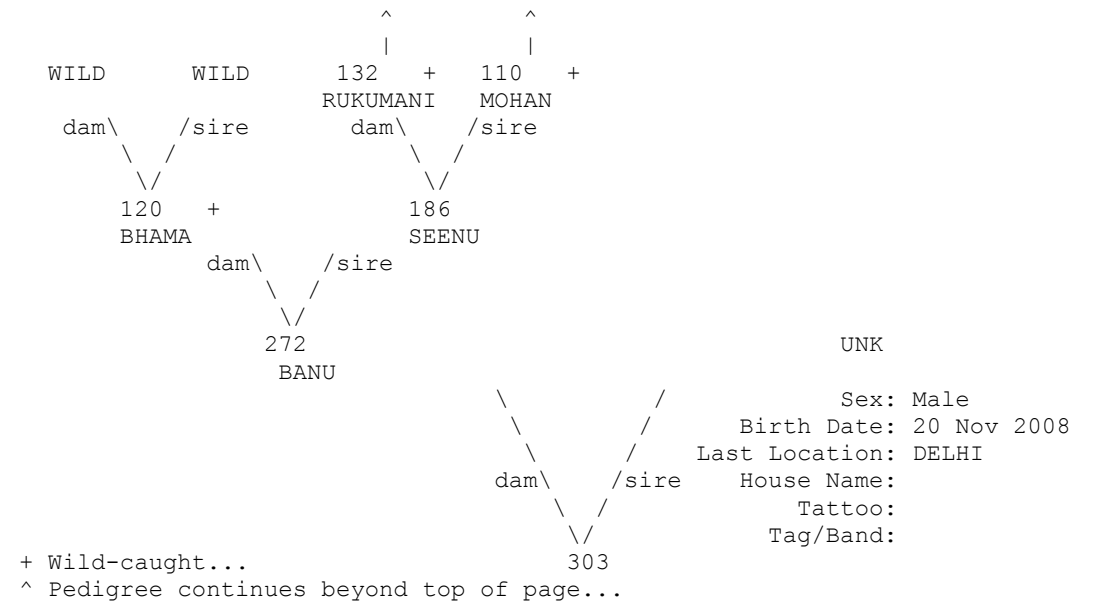 ^ ^
| |
WILD WILD 132 + 110 +
RUKUMANI MOHAN
dam\ /sire dam\ /sire
\ / \ /
\/ \/
120 + 186
BHAMA SEENU
dam\ /sire
\ /
\/
272 UNK
BANU
\ / Sex: Male
\ / Birth Date: 20 Nov 2008
\ / Last Location: DELHI
dam\ /sire House Name:
\ / Tattoo:
\/ Tag/Band:
+ Wild-caught... 303
^ Pedigree continues beyond top of page...